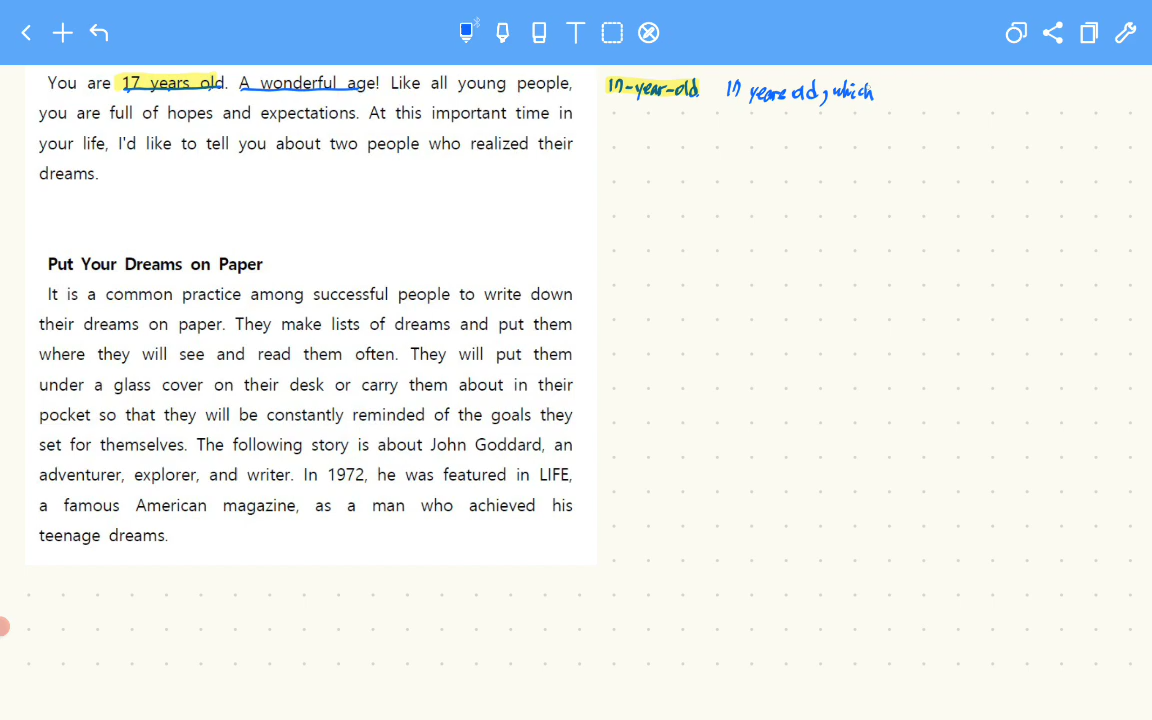 You are 17 years old. A wonderful age! Like all young people,
17-year-old 17 years old, which
you are full of hopes and expectations. At this important time in
your life, I'd like to tell you about two people who realized their
dreams.
Put Your Dreams on Paper
It is a common practice among successful people to write down
their dreams on paper. They make lists of dreams and put them
where they will see and read them often. They will put them
under a glass cover on their desk or carry them about in their
pocket so that they will be constantly reminded of the goals they
set for themselves. The following story is about John Goddard, an
adventurer, explorer, and writer. In 1972, he was featured in LIFE,
a famous American magazine, as a man who achieved his
teenage dreams.